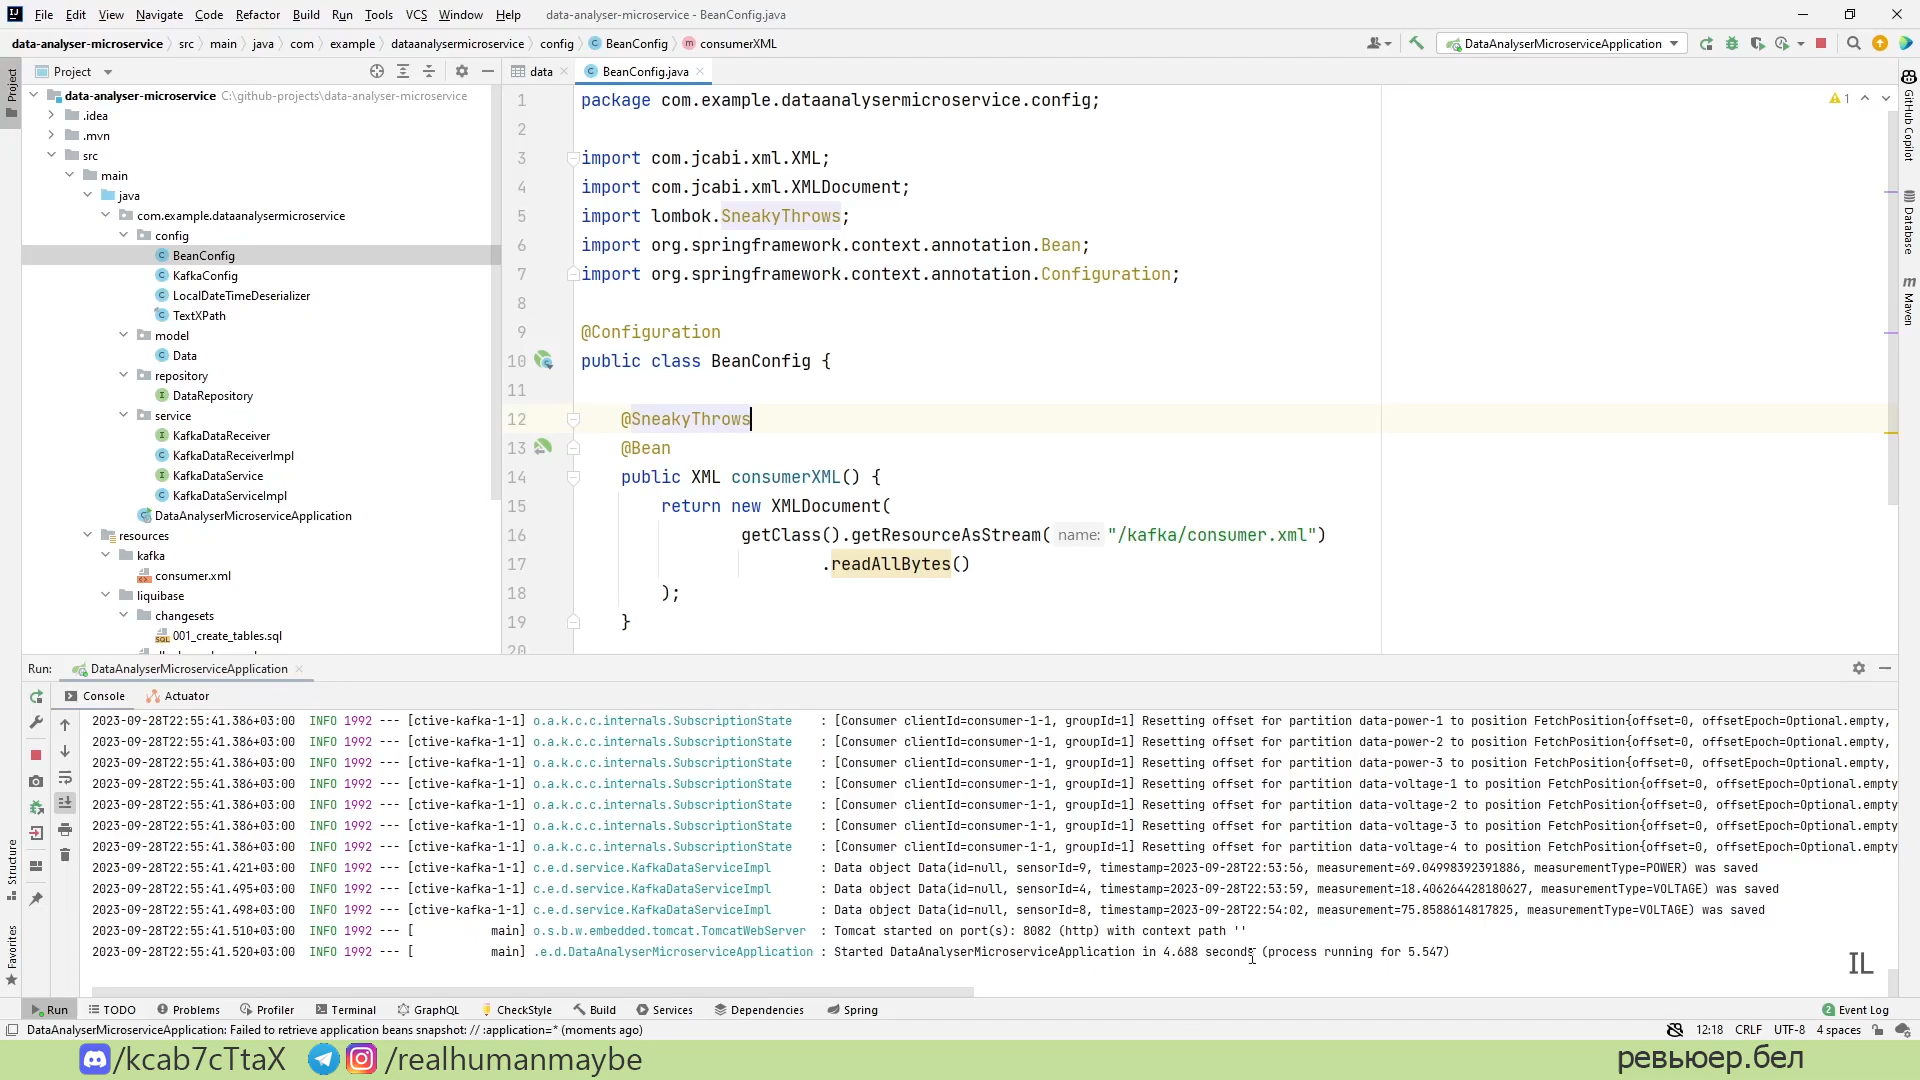 File Edit View Navigate Code Refactor Build Run Tools VCS Window Help data-analyser-microservice - BeanConfig.java
data-analyser-microservice src main java com example dataanalysermicroservice config BeanConfig consumerXML
DataAnalyserMicroserviceApplication
Project
data
BeanConfig.java
data-analyser-microservice C:\github-projects\data-analyser-microservice
.idea
.mvn
src
main
java
com.example.dataanalysermicroservice
config
BeanConfig
KafkaConfig
LocalDateTimeDeserializer
TextXPath
model
Data
repository
DataRepository
service
KafkaDataReceiver
KafkaDataReceiverImpl
KafkaDataService
KafkaDataServiceImpl
DataAnalyserMicroserviceApplication
resources
kafka
consumer.xml
liquibase
changesets
001_create_tables.sql
1 package com.example.dataanalysermicroservice.config;
2
3 import com.jcabi.xml.XML;
4 import com.jcabi.xml.XMLDocument;
5 import lombok.SneakyThrows;
6 import org.springframework.context.annotation.Bean;
7 import org.springframework.context.annotation.Configuration;
8
9 @Configuration
10 public class BeanConfig {
11
12 @SneakyThrows
13 @Bean
14 public XML consumerXML() {
15 return new XMLDocument(
16 getClass().getResourceAsStream( name: "/kafka/consumer.xml")
17 .readAllBytes()
18 );
19 }
20
1
Project
Structure
Favorites
GitHub Copilot
Database
Maven
Run: DataAnalyserMicroserviceApplication
Console Actuator
2023-09-28T22:55:41.386+03:00 INFO 1992 --- [ctive-kafka-1-1] o.a.k.c.c.internals.SubscriptionState : [Consumer clientId=consumer-1-1, groupId=1] Resetting offset for partition data-power-1 to position FetchPosition{offset=0, offsetEpoch=Optional.empty,
2023-09-28T22:55:41.386+03:00 INFO 1992 --- [ctive-kafka-1-1] o.a.k.c.c.internals.SubscriptionState : [Consumer clientId=consumer-1-1, groupId=1] Resetting offset for partition data-power-2 to position FetchPosition{offset=0, offsetEpoch=Optional.empty,
2023-09-28T22:55:41.386+03:00 INFO 1992 --- [ctive-kafka-1-1] o.a.k.c.c.internals.SubscriptionState : [Consumer clientId=consumer-1-1, groupId=1] Resetting offset for partition data-power-3 to position FetchPosition{offset=0, offsetEpoch=Optional.empty,
2023-09-28T22:55:41.386+03:00 INFO 1992 --- [ctive-kafka-1-1] o.a.k.c.c.internals.SubscriptionState : [Consumer clientId=consumer-1-1, groupId=1] Resetting offset for partition data-voltage-1 to position FetchPosition{offset=0, offsetEpoch=Optional.empty
2023-09-28T22:55:41.386+03:00 INFO 1992 --- [ctive-kafka-1-1] o.a.k.c.c.internals.SubscriptionState : [Consumer clientId=consumer-1-1, groupId=1] Resetting offset for partition data-voltage-2 to position FetchPosition{offset=0, offsetEpoch=Optional.empty
2023-09-28T22:55:41.386+03:00 INFO 1992 --- [ctive-kafka-1-1] o.a.k.c.c.internals.SubscriptionState : [Consumer clientId=consumer-1-1, groupId=1] Resetting offset for partition data-voltage-3 to position FetchPosition{offset=0, offsetEpoch=Optional.empty
2023-09-28T22:55:41.386+03:00 INFO 1992 --- [ctive-kafka-1-1] o.a.k.c.c.internals.SubscriptionState : [Consumer clientId=consumer-1-1, groupId=1] Resetting offset for partition data-voltage-4 to position FetchPosition{offset=0, offsetEpoch=Optional.empty
2023-09-28T22:55:41.421+03:00 INFO 1992 --- [ctive-kafka-1-1] c.e.d.service.KafkaDataServiceImpl : Data object Data(id=null, sensorId=9, timestamp=2023-09-28T22:53:56, measurement=69.04998392391886, measurementType=POWER) was saved
2023-09-28T22:55:41.495+03:00 INFO 1992 --- [ctive-kafka-1-1] c.e.d.service.KafkaDataServiceImpl : Data object Data(id=null, sensorId=4, timestamp=2023-09-28T22:53:59, measurement=18.406264428180627, measurementType=VOLTAGE) was saved
2023-09-28T22:55:41.498+03:00 INFO 1992 --- [ctive-kafka-1-1] c.e.d.service.KafkaDataServiceImpl : Data object Data(id=null, sensorId=8, timestamp=2023-09-28T22:54:02, measurement=75.8588614817825, measurementType=VOLTAGE) was saved
2023-09-28T22:55:41.510+03:00 INFO 1992 --- [ main] o.s.b.w.embedded.tomcat.TomcatWebServer : Tomcat started on port(s): 8082 (http) with context path ''
2023-09-28T22:55:41.520+03:00 INFO 1992 --- [ main] .e.d.DataAnalyserMicroserviceApplication : Started DataAnalyserMicroserviceApplication in 4.688 seconds (process running for 5.547)
IL
Run TODO Problems Profiler Terminal GraphQL CheckStyle Build Services Dependencies Spring 2 Event Log
DataAnalyserMicroserviceApplication: Failed to retrieve application beans snapshot: // :application=* (moments ago) 12:18 CRLF UTF-8 4 spaces
/kcab7cTtaX /realhumanmaybe ревьюер.бел